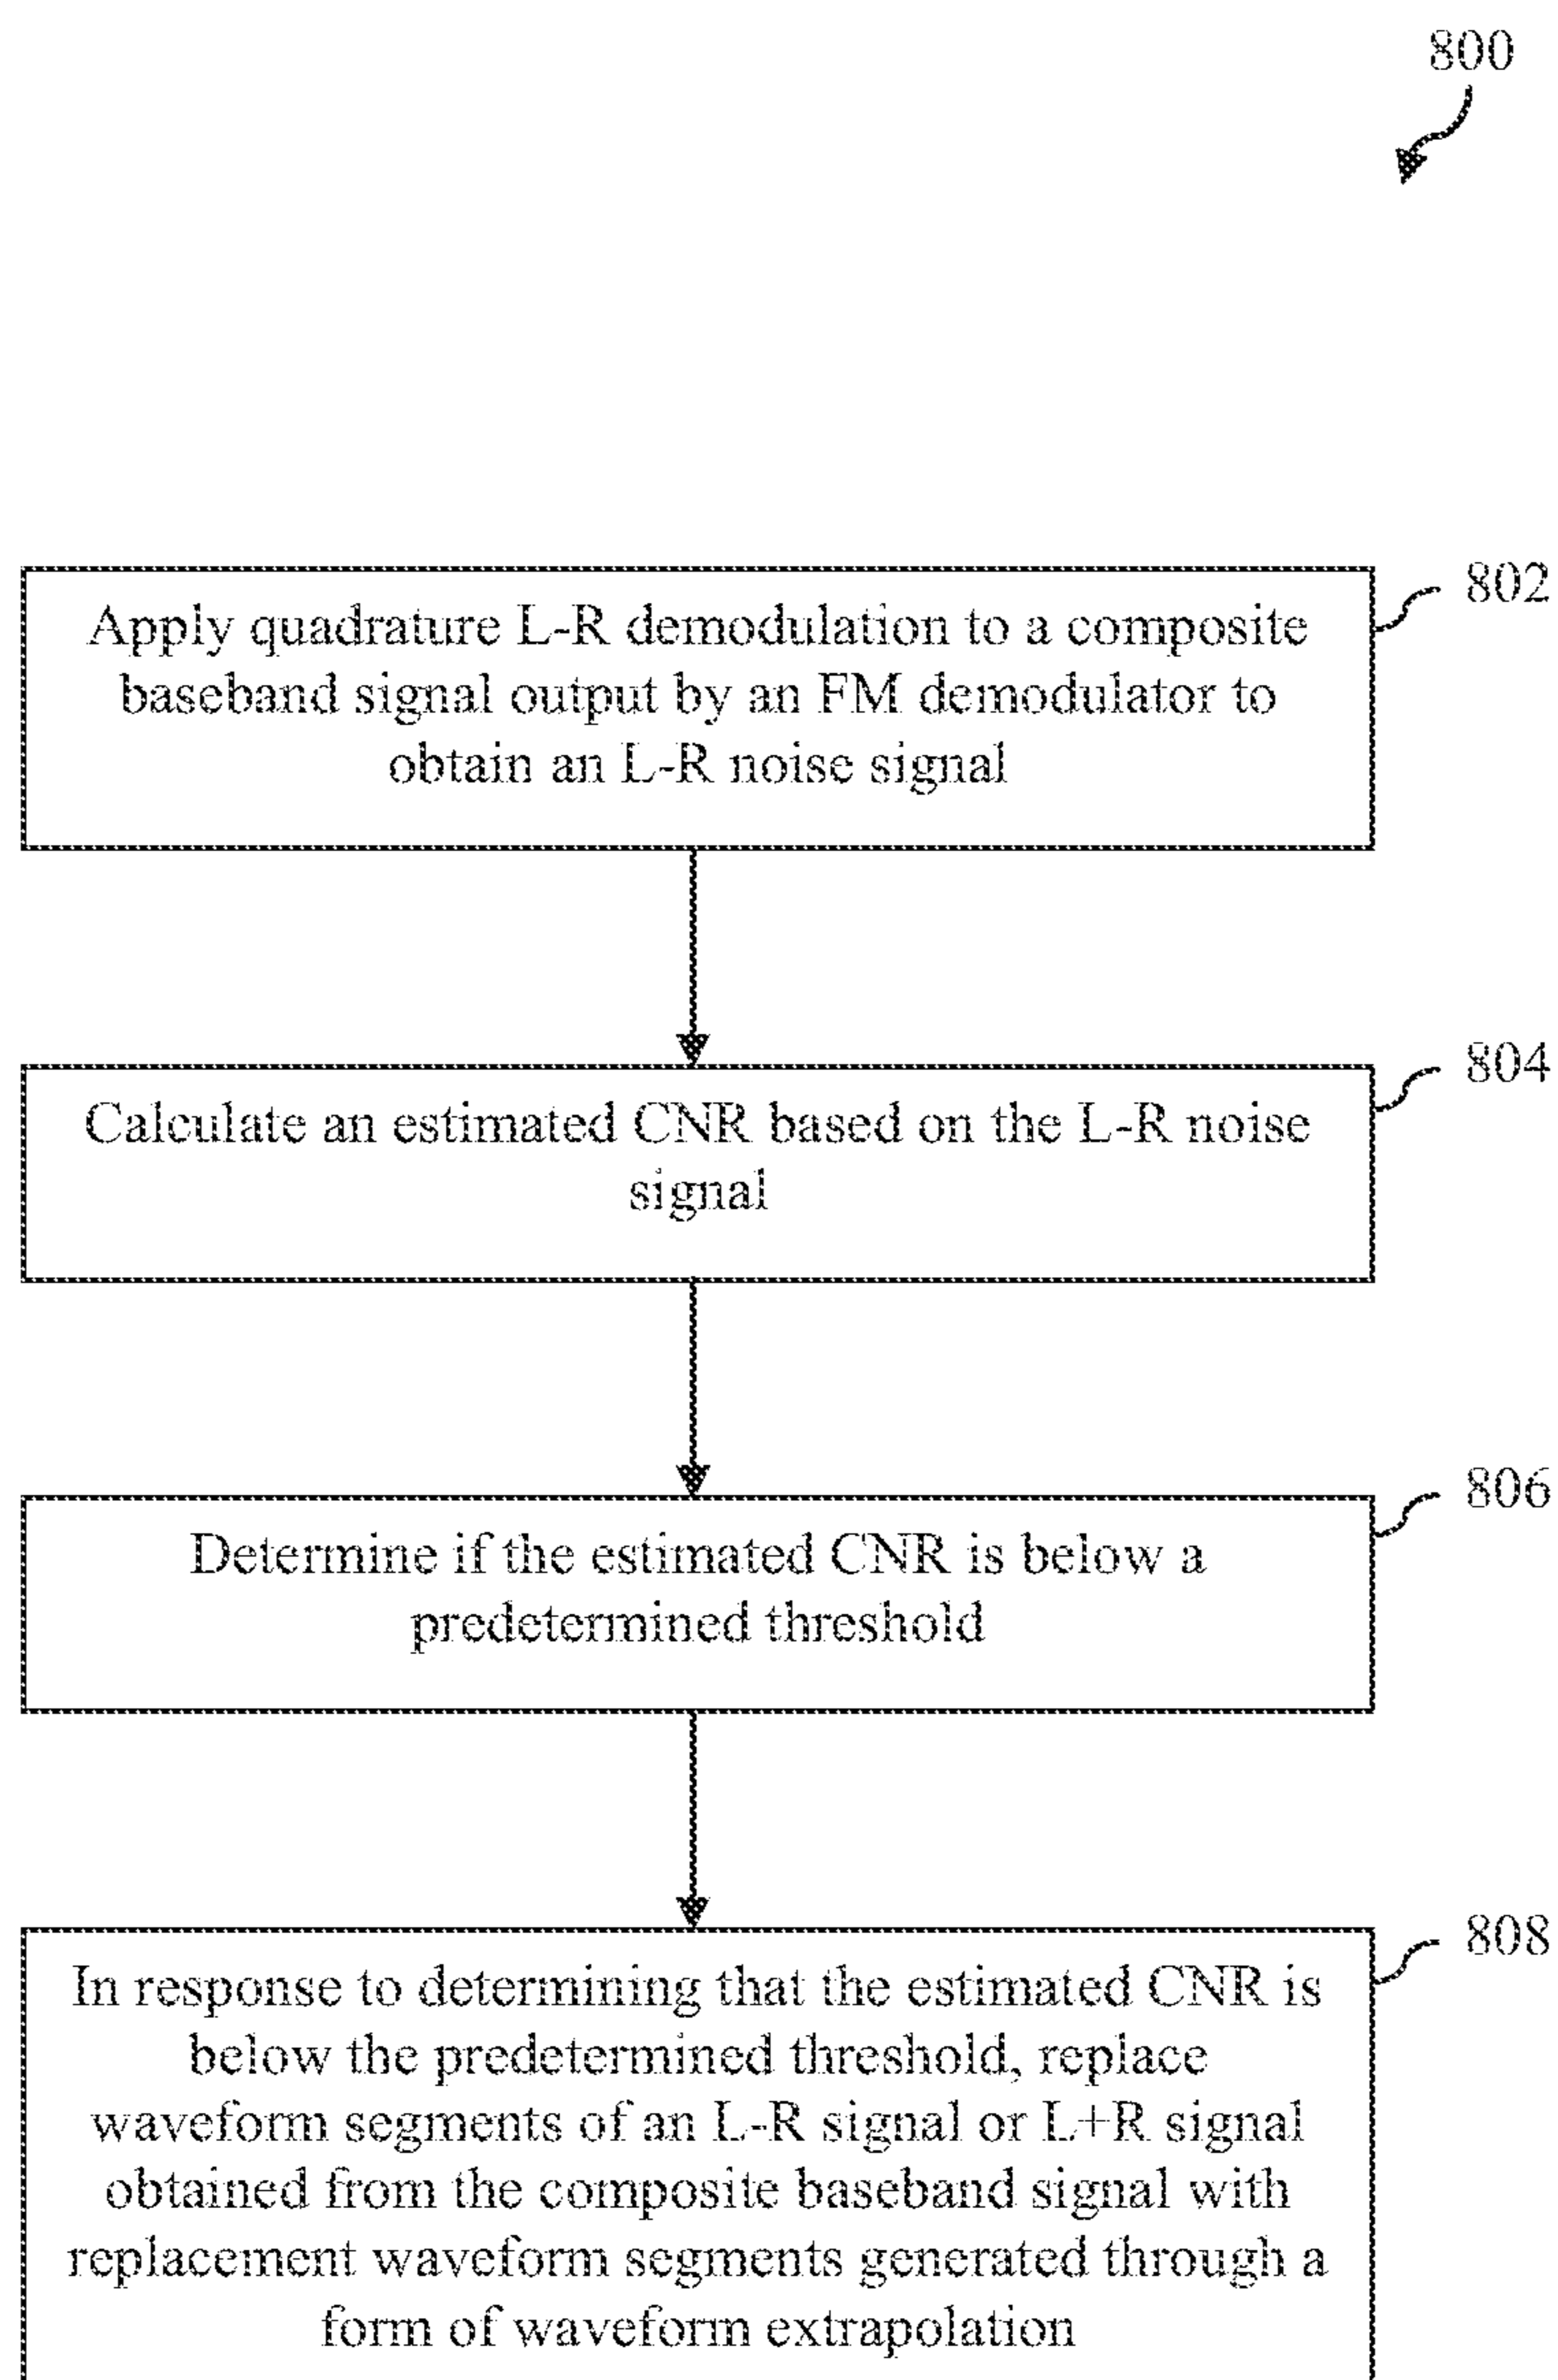 800
802
Apply quadrature L-R demodulation to a composite
baseband signal output by an FM demodulator to
obtain an L-R noise signal
804
Calculate an estimated CNR based on the L-R noise
signal
806
Determine if the estimated CNR is below a
predetermined threshold
808
In response to determining that the estimated CNR is
below the predetermined threshold, replace
waveform segments of an L-R signal or L+R signal
obtained from the composite baseband signal with
replacement waveform segments generated through a
form of waveform extrapolation